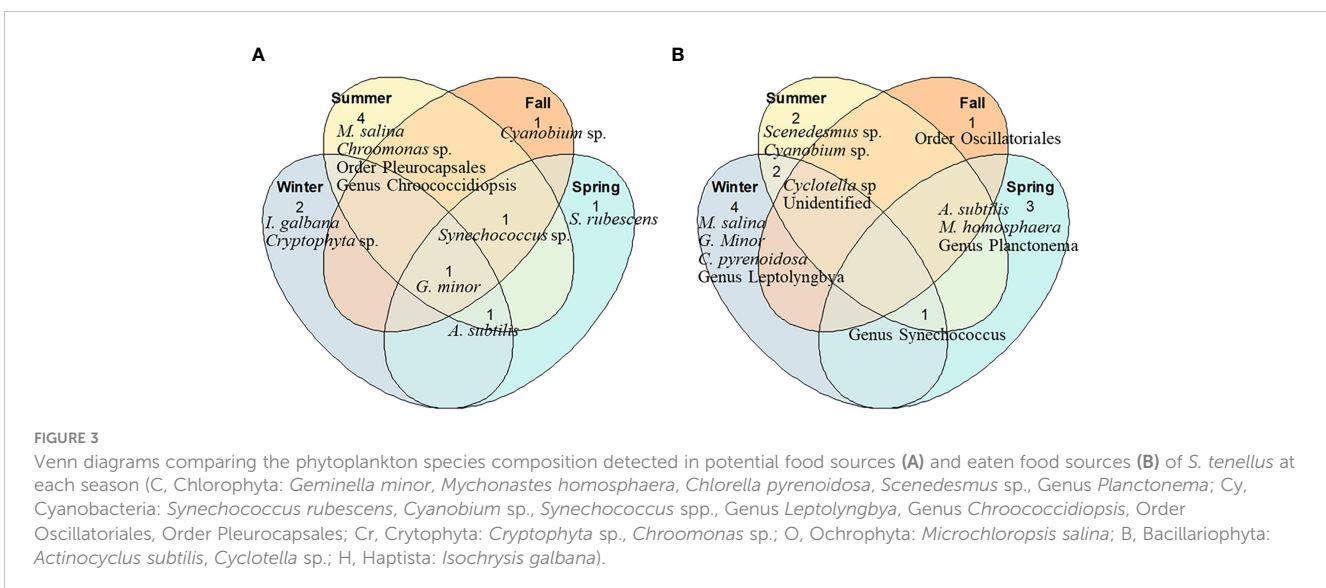 A
Summer
4
M. salina
Chroomonas sp.
Order Pleurocapsales
Genus Chroococcidiopsis
Fall
1
Cyanobium sp.
Winter
2
I. galbana
Cryptophyta sp.
Spring
1
S. rubescens
1
Synechococcus sp.
1
G. minor
1
A. subtilis
B
Summer
2
Scenedesmus sp.
Cyanobium sp.
Fall
1
Order Oscillatoriales
2
Cyclotella sp
Unidentified
Winter
4
M. salina
G. Minor
C. pyrenoidosa
Genus Leptolyngbya
Spring
3
A. subtilis
M. homosphaera
Genus Planctonema
1
Genus Synechococcus
FIGURE 3
Venn diagrams comparing the phytoplankton species composition detected in potential food sources (A) and eaten food sources (B) of S. tenellus at
each season (C, Chlorophyta: Geminella minor, Mychonastes homosphaera, Chlorella pyrenoidosa, Scenedesmus sp., Genus Planctonema; Cy,
Cyanobacteria: Synechococcus rubescens, Cyanobium sp., Synechococcus spp., Genus Leptolyngbya, Genus Chroococcidiopsis, Order
Oscillatoriales, Order Pleurocapsales; Cr, Crytophyta: Cryptophyta sp., Chroomonas sp.; O, Ochrophyta: Microchloropsis salina; B, Bacillariophyta:
Actinocyclus subtilis, Cyclotella sp.; H, Haptista: Isochrysis galbana).